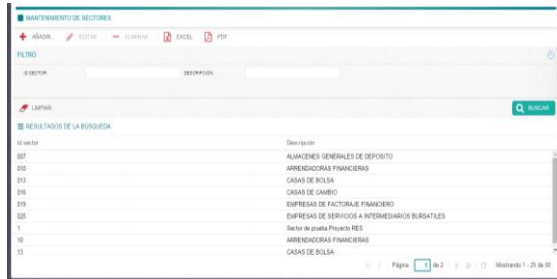 MANTENIMIENTO DE SECTORES
AÑADIR EDITAR ELIMINAR EXCEL PDF
FILTRO
ID SECTOR: DESCRIPCIÓN:
LIMPIAR BUSCAR
RESULTADOS DE LA BÚSQUEDA
Id sector Descripción
007 ALMACENES GENERALES DE DEPOSITO
010 ARRENDADORAS FINANCIERAS
013 CASAS DE BOLSA
016 CASAS DE CAMBIO
019 EMPRESAS DE FACTORAJE FINANCIERO
025 EMPRESAS DE SERVICIOS A INTERMEDIARIOS BURSATILES
1 Sector de prueba Proyecto RES
10 ARRENDADORAS FINANCIERAS
13 CASAS DE BOLSA
Página 1 de 2 Mostrando 1 - 25 de